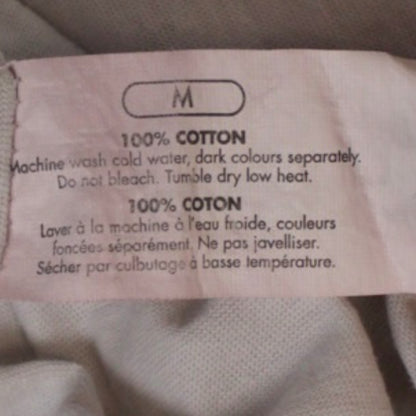 M
100% COTTON
Machine wash cold water, dark colours separately.
Do not bleach. Tumble dry low heat.
100% COTON
Laver à la machine à l'eau froide, couleurs
foncées séparément. Ne pas javelliser.
Sécher par culbutage à basse température.